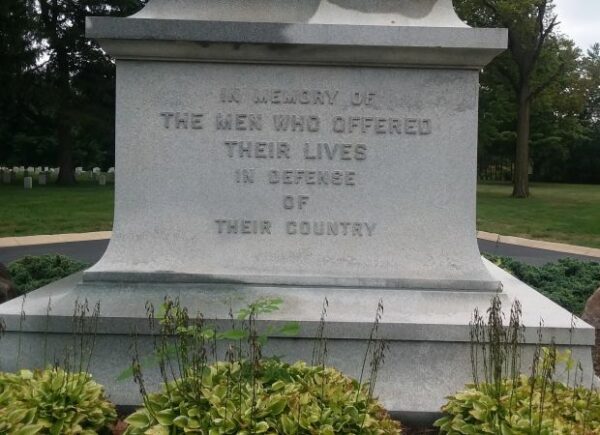 IN MEMORY OF
THE MEN WHO OFFERED
THEIR LIVES
IN DEFENSE
OF
THEIR COUNTRY